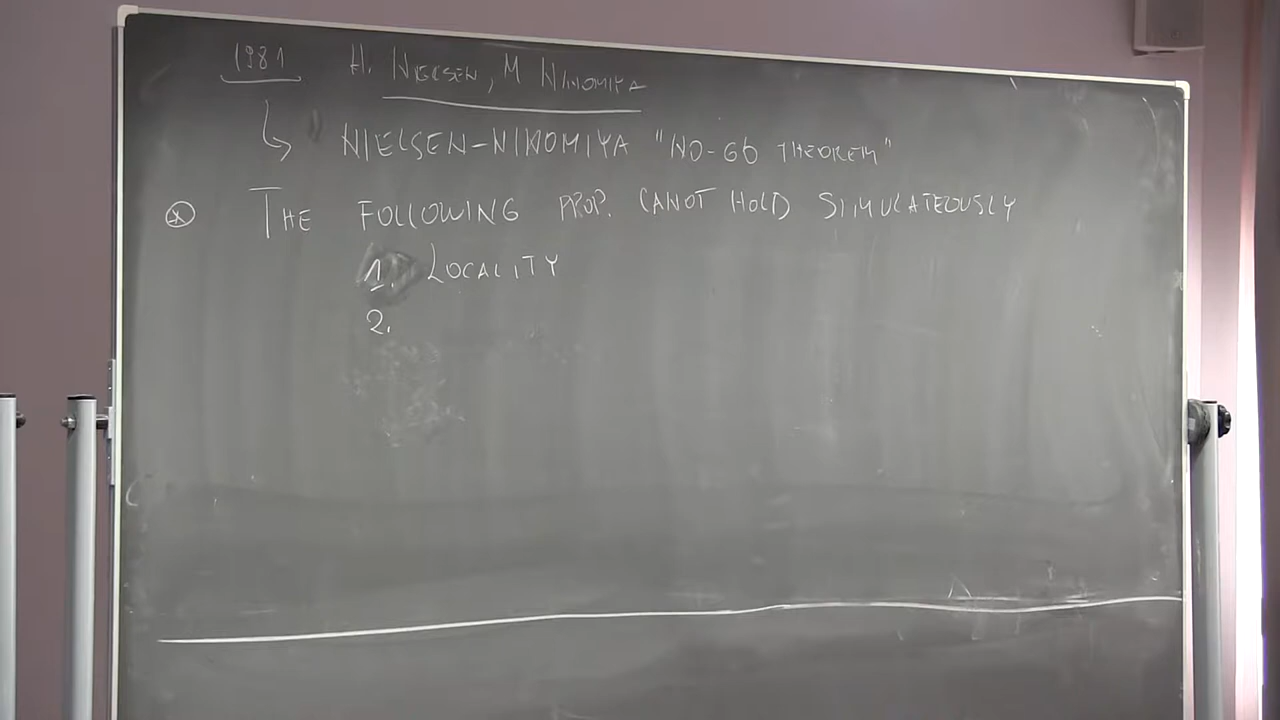 1981 H. NIELSEN, M NINOMIYA
↳ NIELSEN-NINOMIYA "NO-GO THEOREM"
⊛ THE FOLLOWING PROP. CANOT HOLD SIMULATEOUSLY
1. LOCALITY
2.